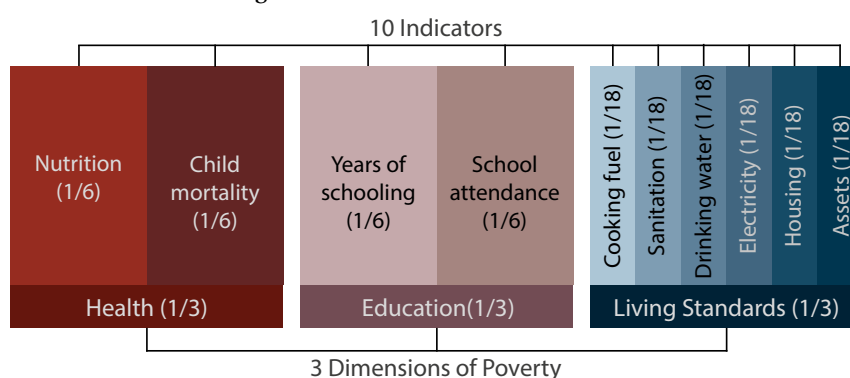 10 Indicators
Nutrition
(1/6)
Child
mortality
(1/6)
Years of
schooling
(1/6)
School
attendance
(1/6)
Cooking fuel (1/18)
Sanitation (1/18)
Drinking water (1/18)
Electricity (1/18)
Housing (1/18)
Assets (1/18)
Health (1/3)
Education(1/3)
Living Standards (1/3)
3 Dimensions of Poverty